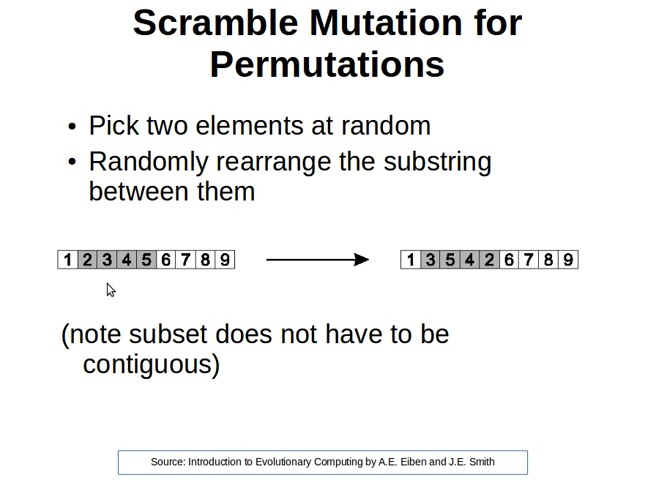 Scramble Mutation for
Permutations
• Pick two elements at random
• Randomly rearrange the substring
between them
1 2 3 4 5 6 7 8 9 1 3 5 4 2 6 7 8 9
(note subset does not have to be
contiguous)
Source: Introduction to Evolutionary Computing by A.E. Eiben and J.E. Smith